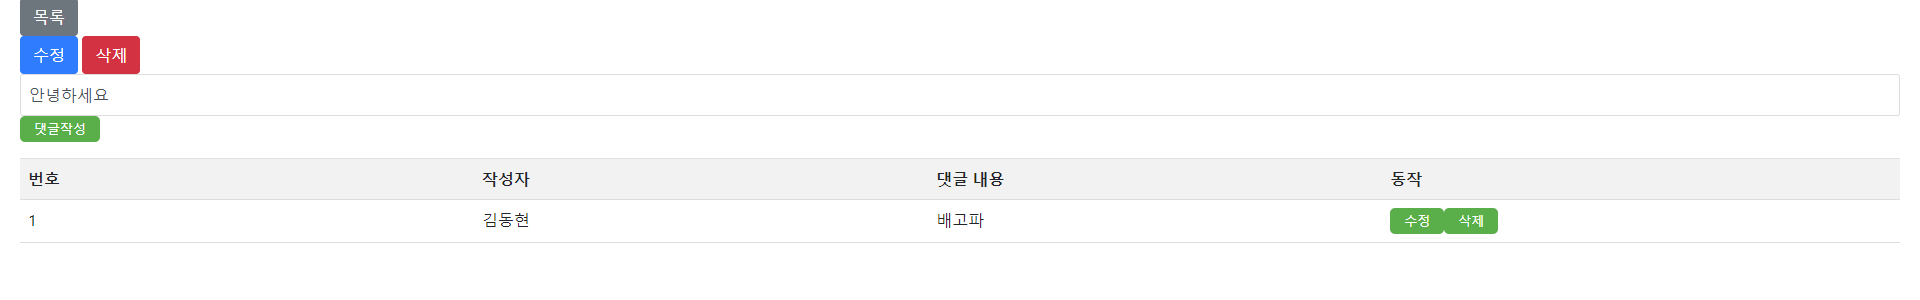 목록
수정 삭제
안녕하세요
댓글작성
번호 작성자 댓글 내용 동작
1 김동현 배고파 수정 삭제